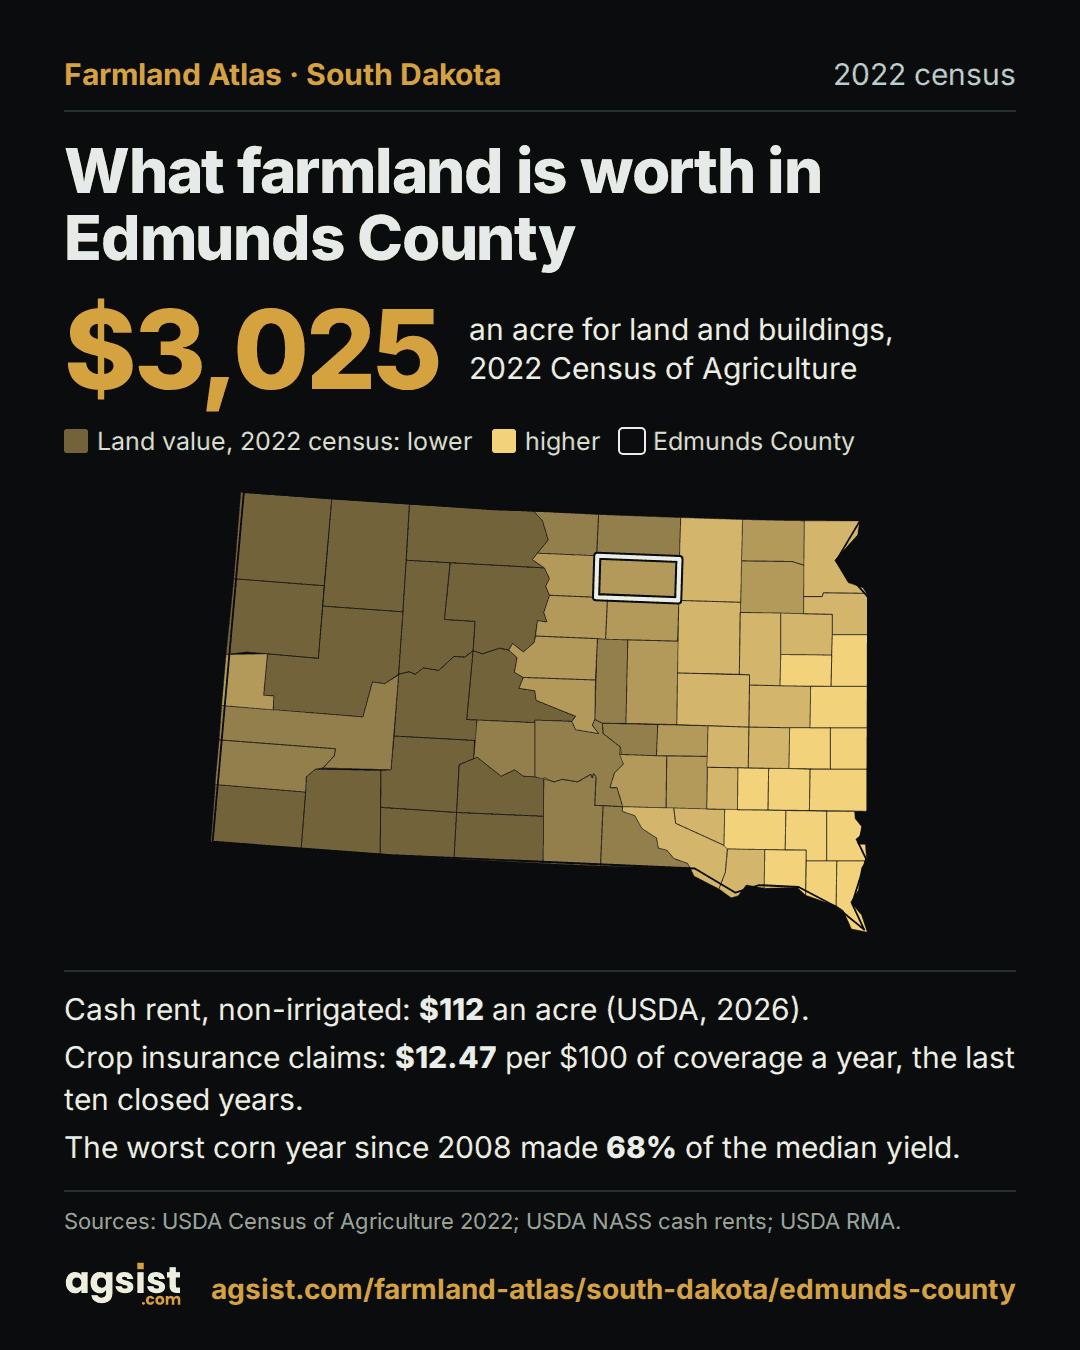 Farmland Atlas · South Dakota
2022 census
What farmland is worth in
Edmunds County
$3,025
an acre for land and buildings,
2022 Census of Agriculture
Land value, 2022 census: lower
higher
Edmunds County
Cash rent, non-irrigated: $112 an acre (USDA, 2026).
Crop insurance claims: $12.47 per $100 of coverage a year, the last
ten closed years.
The worst corn year since 2008 made 68% of the median yield.
Sources: USDA Census of Agriculture 2022; USDA NASS cash rents; USDA RMA.
agsist
.com
agsist.com/farmland-atlas/south-dakota/edmunds-county